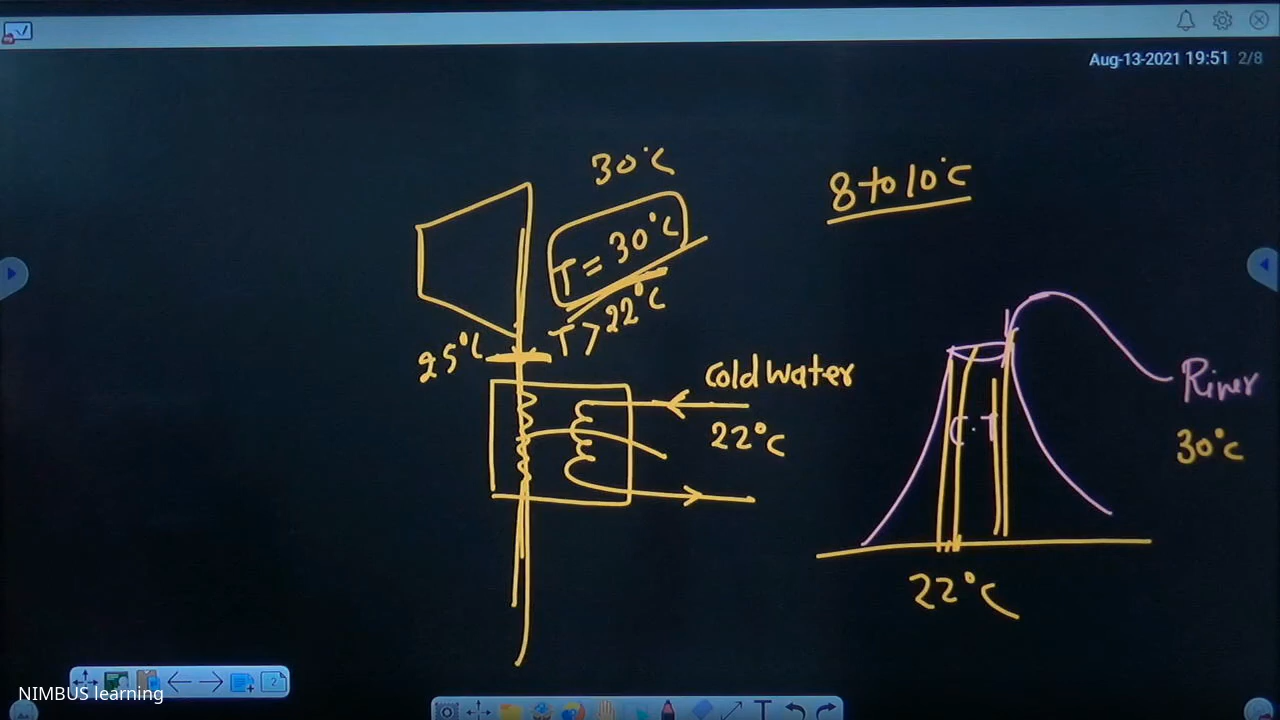 Aug-13-2021 19:51 2/8
30°C
8 to 10°C
T = 30°C
T > 22°C
25°C
cold water
22°C
River
30°C
C.T
22°C
NIMBUS learning